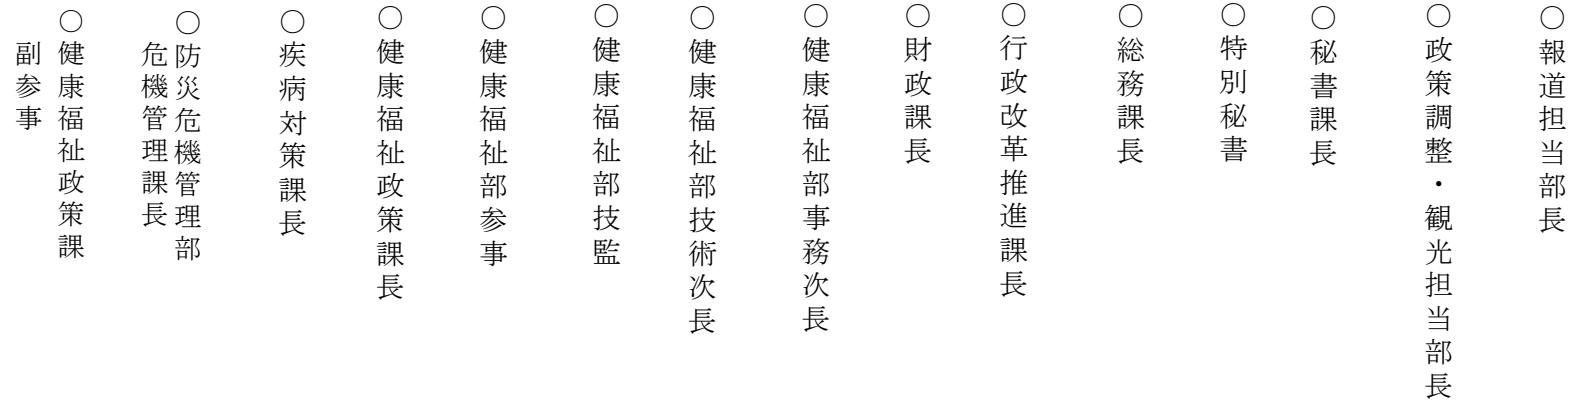 ○報道担当部長
○政策調整・観光担当部長
○秘書課長
○特別秘書
○総務課長
○行政改革推進課長
○財政課長
○健康福祉部事務次長
○健康福祉部技術次長
○健康福祉部技監
○健康福祉部参事
○健康福祉政策課長
○疾病対策課長
○防災危機管理部
危機管理課長
○健康福祉政策課
副参事